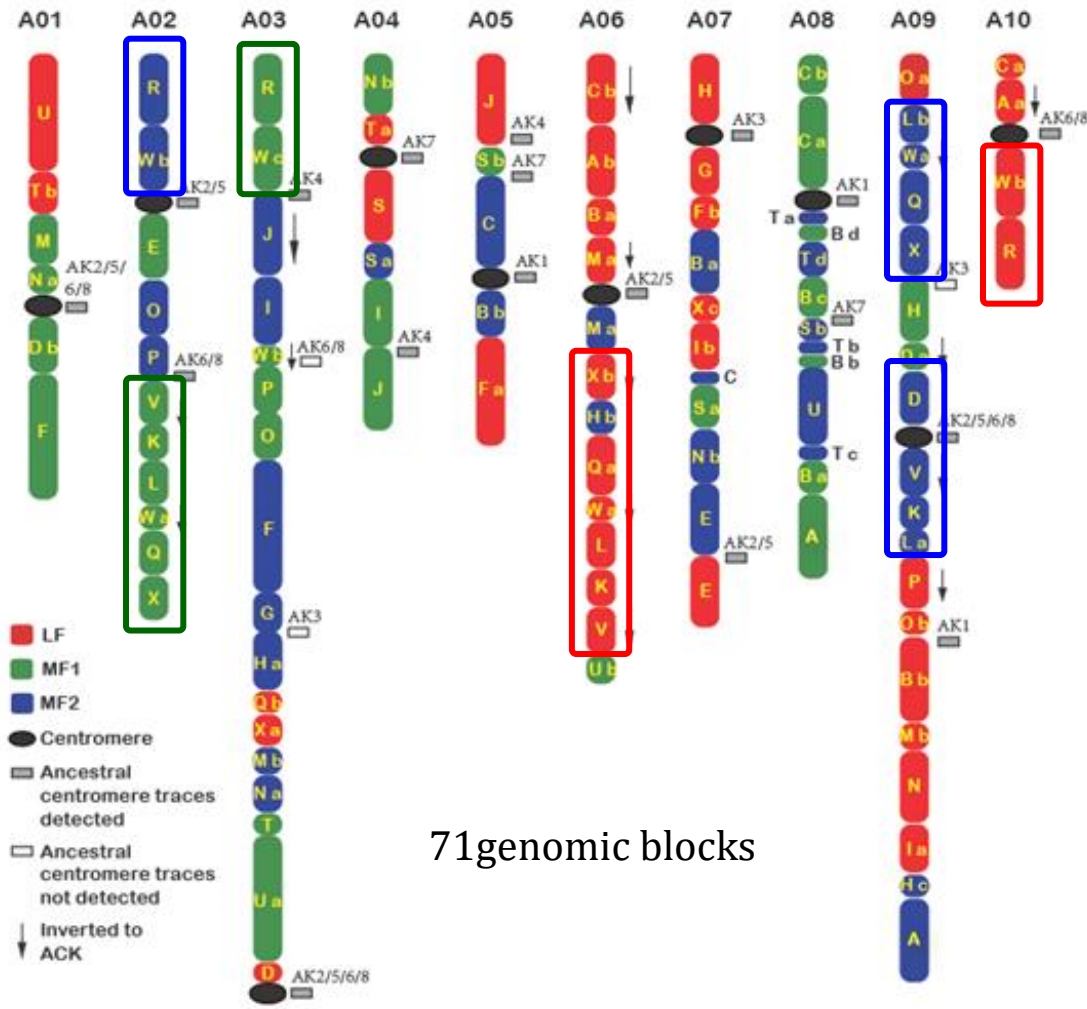 A01 A02 A03 A04 A05 A06 A07 A08 A09 A10
U
Tb
M
Na
AK2/5/
6/8
Db
F
R
Wb
AK2/5
E
O
P
AK6/8
V
K
L
Wa
Q
X
R
Wc
AK4
J
I
Wb
AK6/8
P
O
F
G
AK3
Ha
Qb
Xa
Mb
Na
T
Ua
D
AK2/5/6/8
Nb
Ta
AK7
S
Sa
I
AK4
J
J
AK4
Sb
AK7
C
AK1
Bb
Fa
Cb
Ab
Ba
Ma
AK2/5
Ma
Xb
Hb
Qa
Wa
L
K
V
Ub
H
AK3
G
Fb
Ba
Xc
Ib
C
Sa
Nb
E
AK2/5
E
Cb
Ca
AK1
Ta
Bd
Td
Bc
AK7
Sb
Tb
Bb
U
Tc
Ba
A
Oa
Lb
Wa
Q
X
AK3
H
D
AK2/5/6/8
V
K
La
P
Ob
AK1
Bb
Mb
N
Ia
Hc
A
Ca
Aa
AK6/8
Wb
R
LF
MF1
MF2
Centromere
Ancestral
centromere traces
detected
Ancestral
centromere traces
not detected
Inverted to
ACK
71genomic blocks